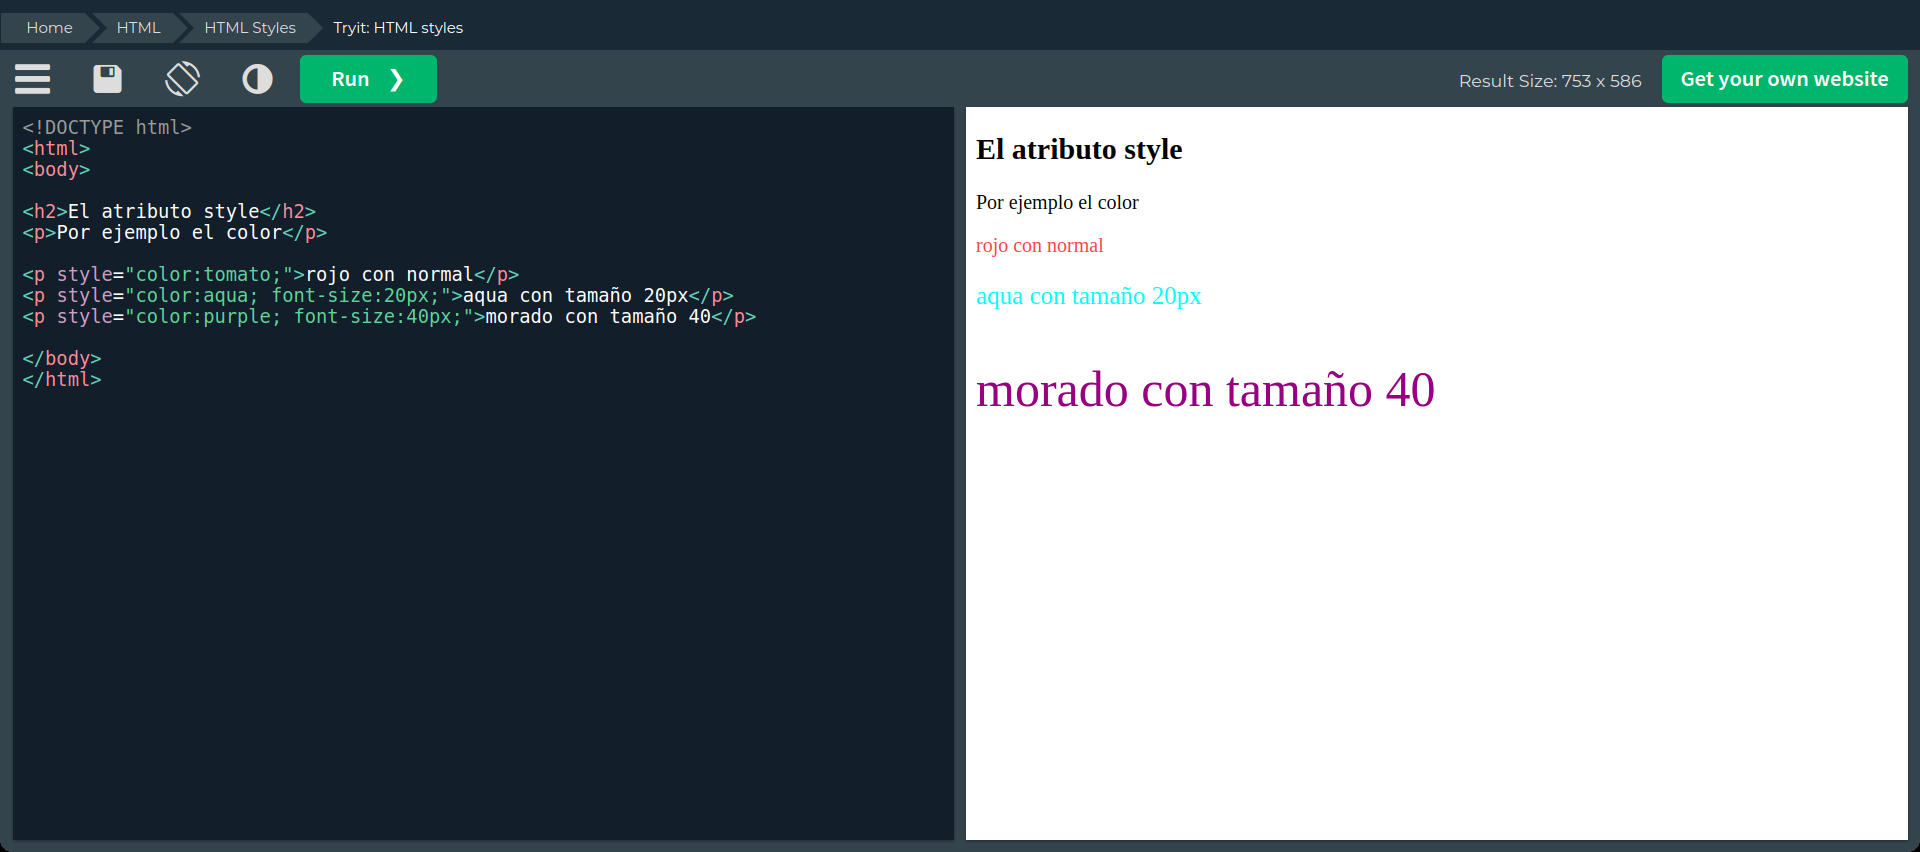 Home HTML HTML Styles Tryit: HTML styles
Run ❯ Result Size: 753 x 586 Get your own website
<!DOCTYPE html>
<html>
<body>
<h2>El atributo style</h2>
<p>Por ejemplo el color</p>
<p style="color:tomato;">rojo con normal</p>
<p style="color:aqua; font-size:20px;">aqua con tamaño 20px</p>
<p style="color:purple; font-size:40px;">morado con tamaño 40</p>
</body>
</html>
El atributo style
Por ejemplo el color
rojo con normal
aqua con tamaño 20px
morado con tamaño 40